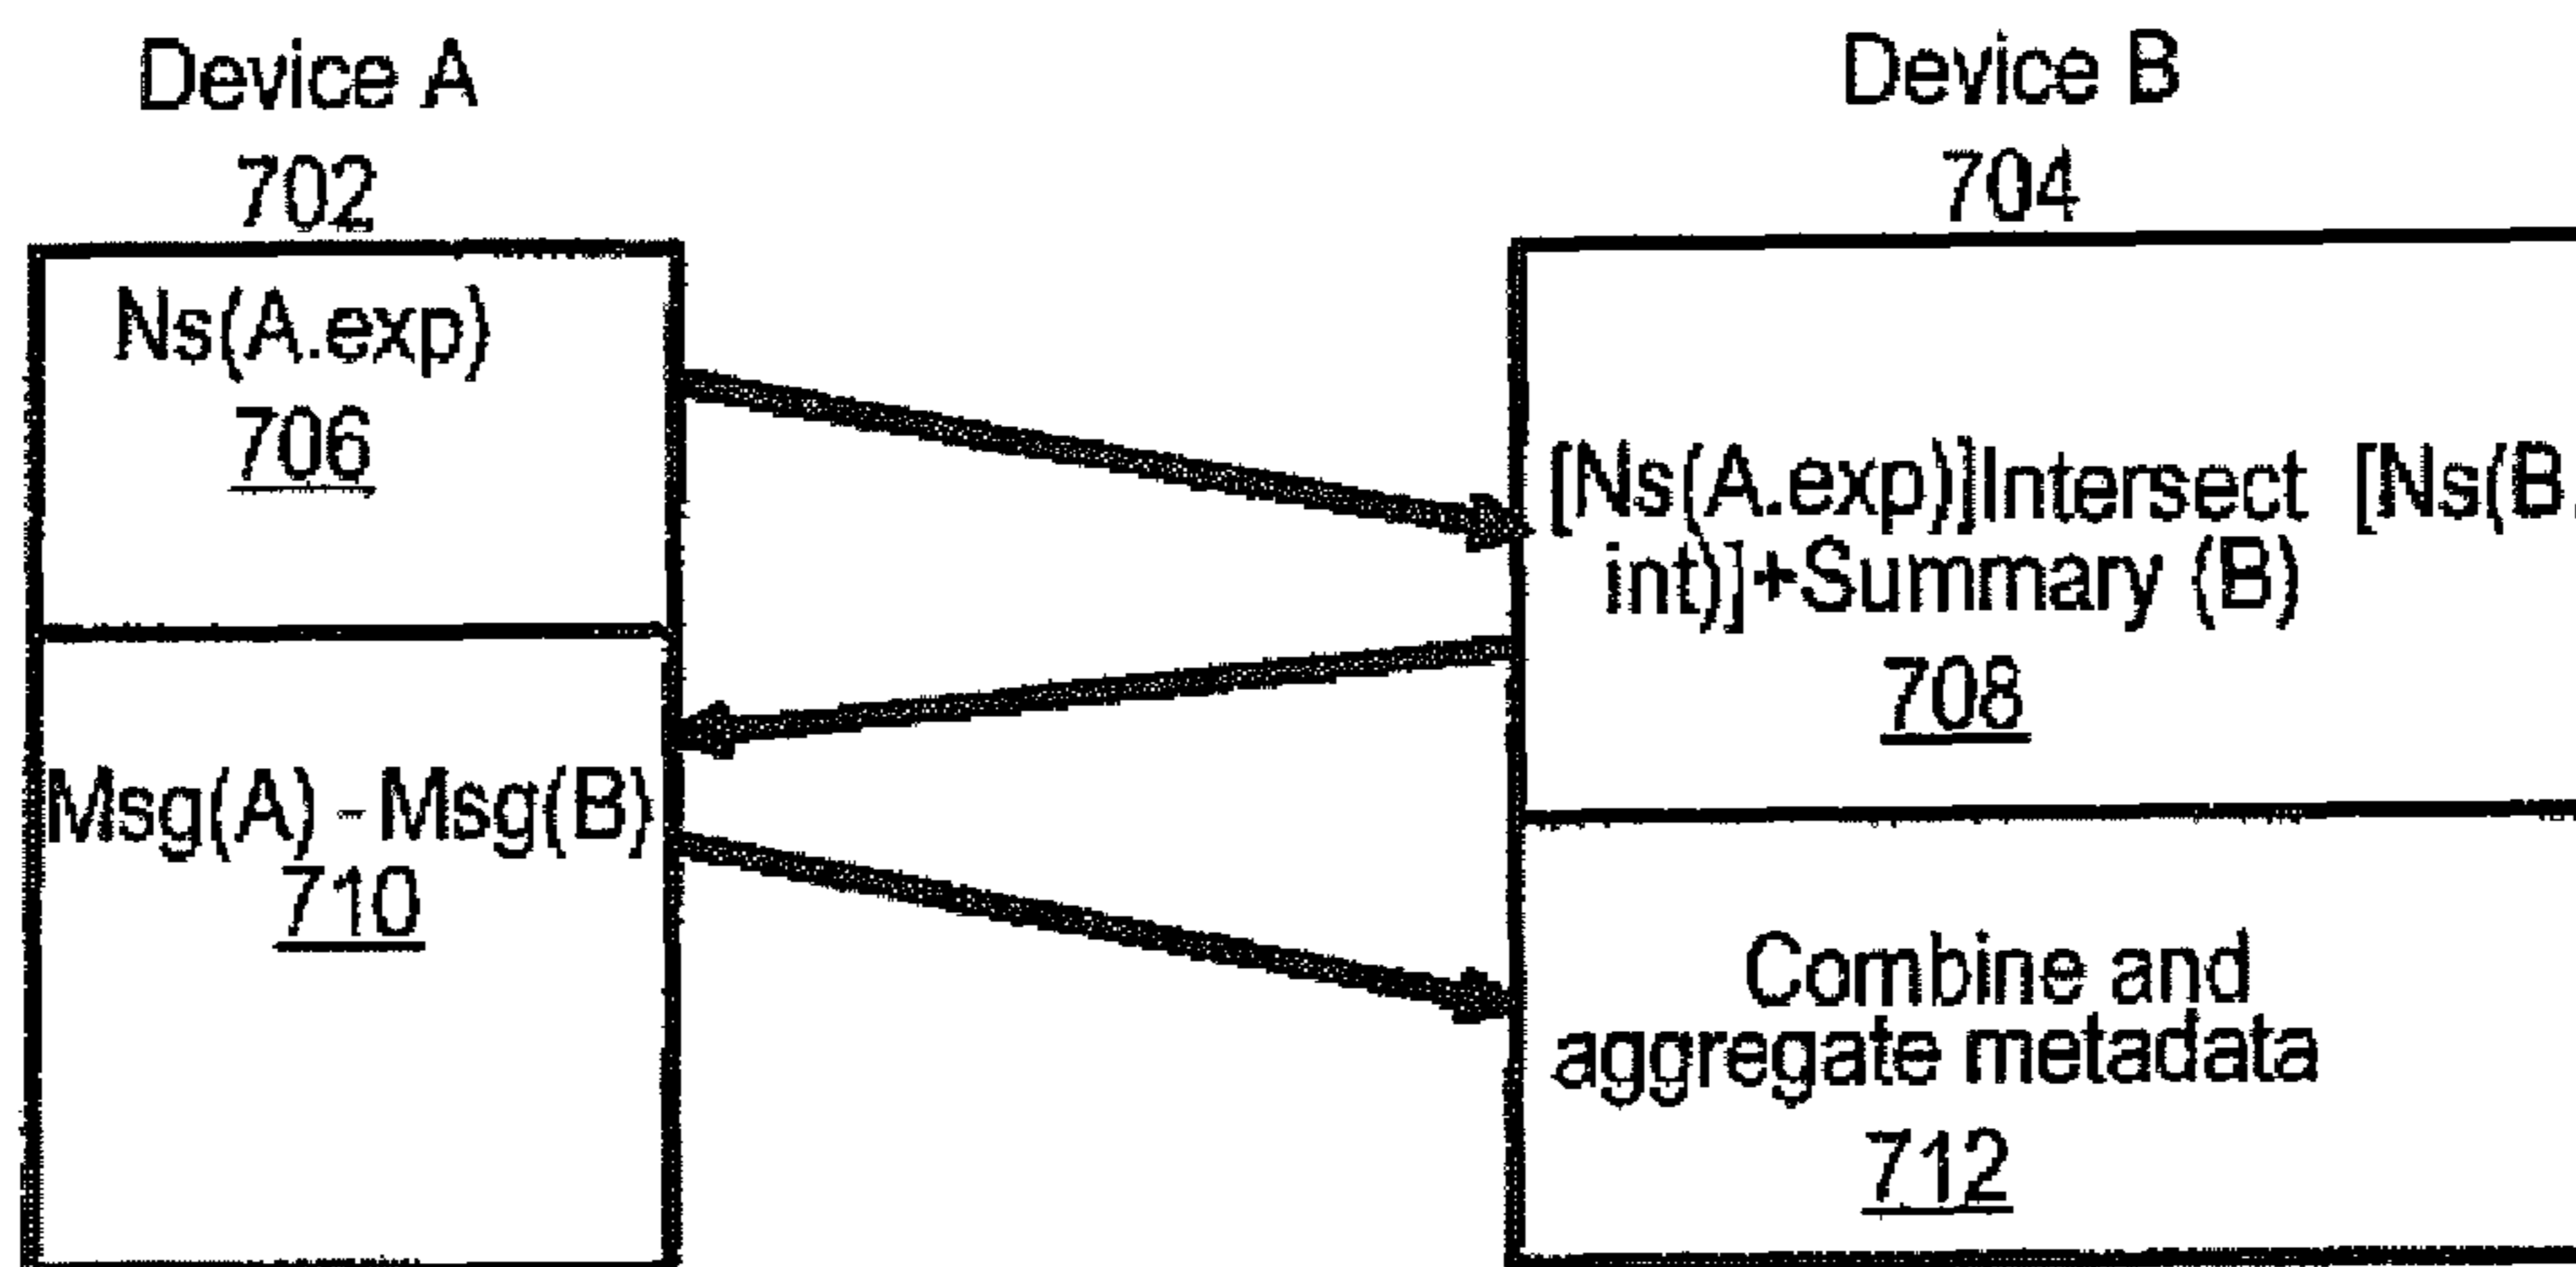 Device A
702
Device B
704
Ns(A.exp)
706
[Ns(A.exp)]Intersect [Ns(B.
int)]+Summary (B)
708
Msg(A) - Msg(B)
710
Combine and
aggregate metadata
712